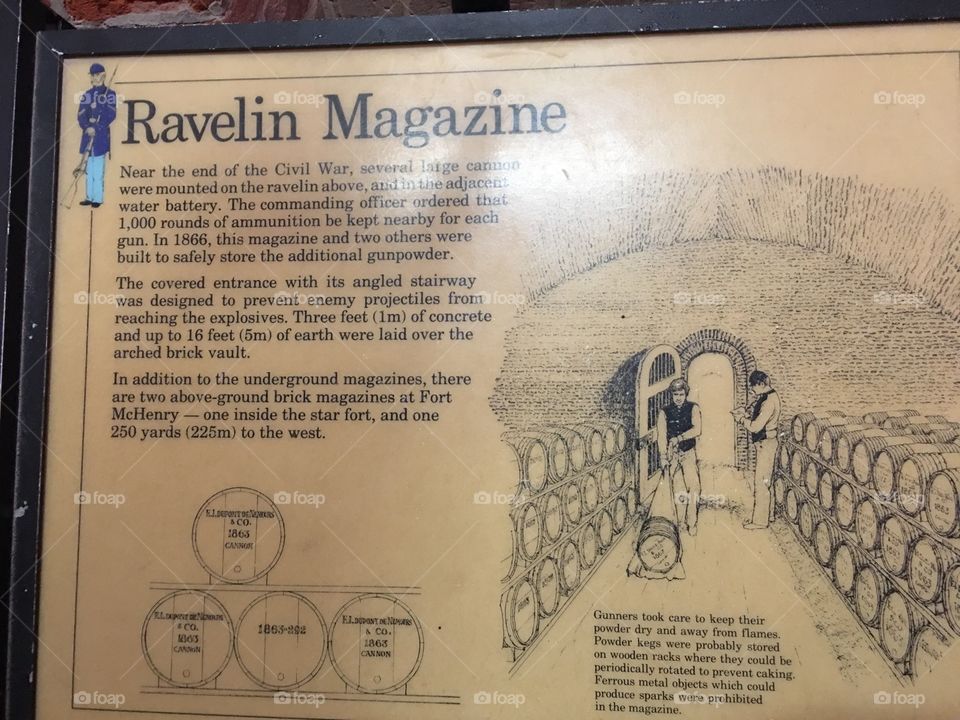 Ravelin Magazine
Near the end of the Civil War, several large cannon
were mounted on the ravelin above, and in the adjacent
water battery. The commanding officer ordered that
1,000 rounds of ammunition be kept nearby for each
gun. In 1866, this magazine and two others were
built to safely store the additional gunpowder.
The covered entrance with its angled stairway
was designed to prevent enemy projectiles from
reaching the explosives. Three feet (1m) of concrete
and up to 16 feet (5m) of earth were laid over the
arched brick vault.
In addition to the underground magazines, there
are two above-ground brick magazines at Fort
McHenry — one inside the star fort, and one
250 yards (225m) to the west.
E.I. DUPONT DE NEMOURS
& CO.
1863
CANNON
E.I. DUPONT DE NEMOURS
& CO.
1863
CANNON
1863-292
E.I. DUPONT DE NEMOURS
& CO.
1863
CANNON
Gunners took care to keep their
powder dry and away from flames.
Powder kegs were probably stored
on wooden racks where they could be
periodically rotated to prevent caking.
Ferrous metal objects which could
produce sparks were prohibited
in the magazine.
foap